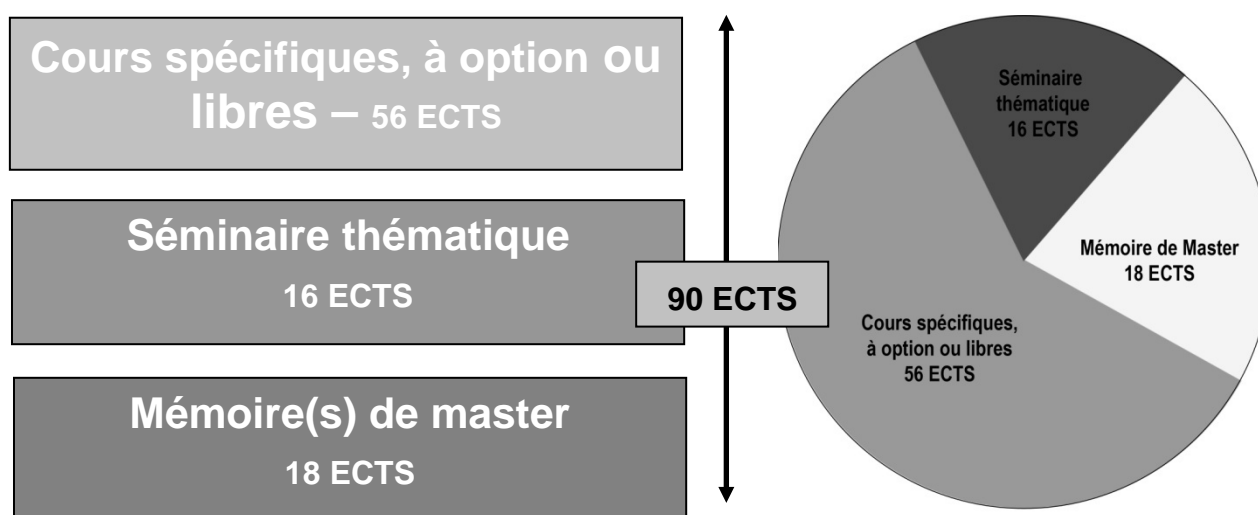 Cours spécifiques, à option ou
libres – 56 ECTS
Séminaire thématique
16 ECTS
90 ECTS
Mémoire(s) de master
18 ECTS
Séminaire
thématique
16 ECTS
Mémoire de Master
18 ECTS
Cours spécifiques,
à option ou libres
56 ECTS